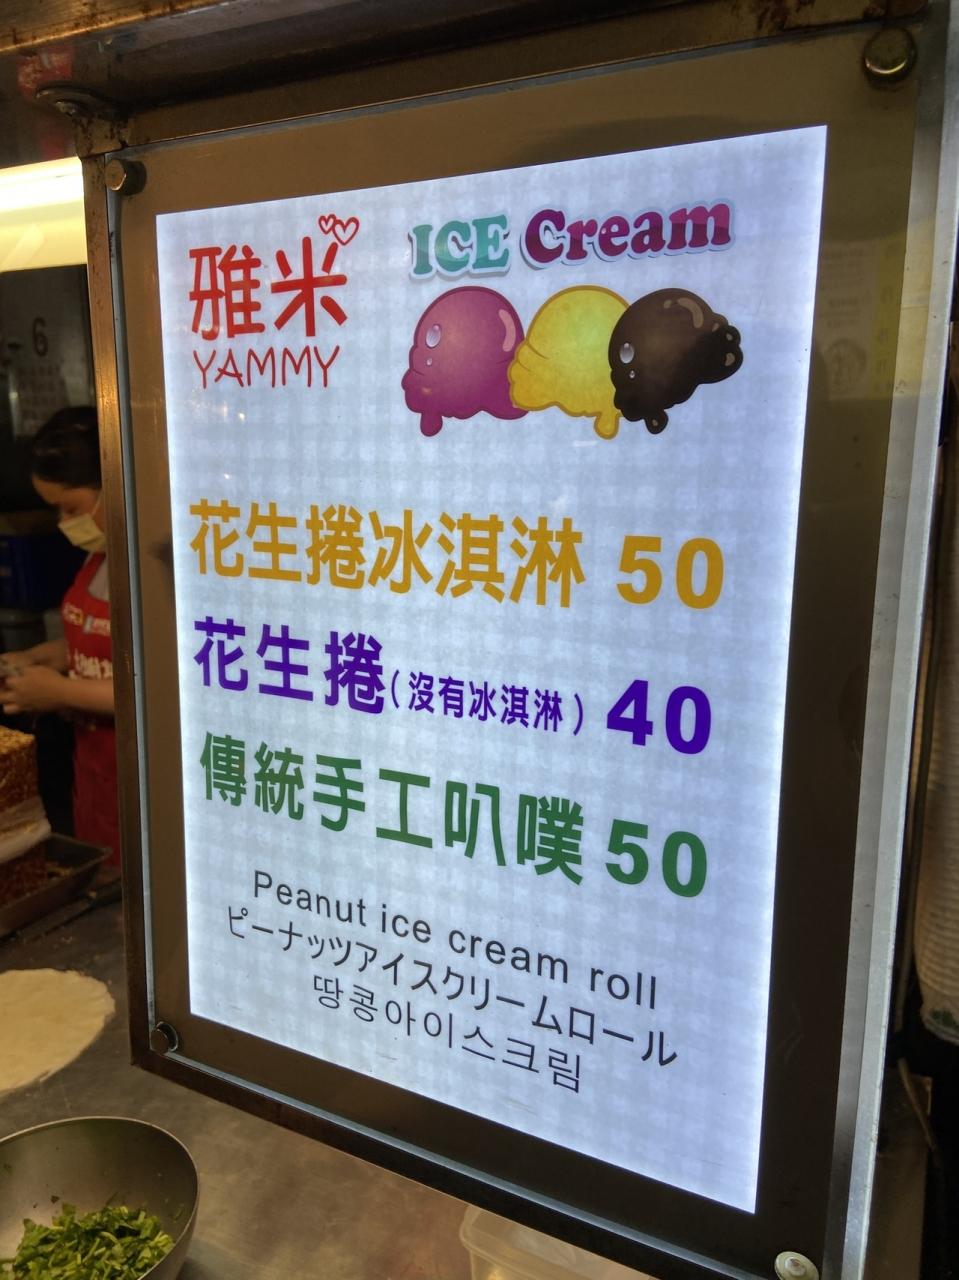 雅米
YAMMY
ICE Cream
花生捲冰淇淋 50
花生捲(沒有冰淇淋) 40
傳統手工叭噗 50
Peanut ice cream roll
ピーナッツアイスクリームロール
땅콩아이스크림
6